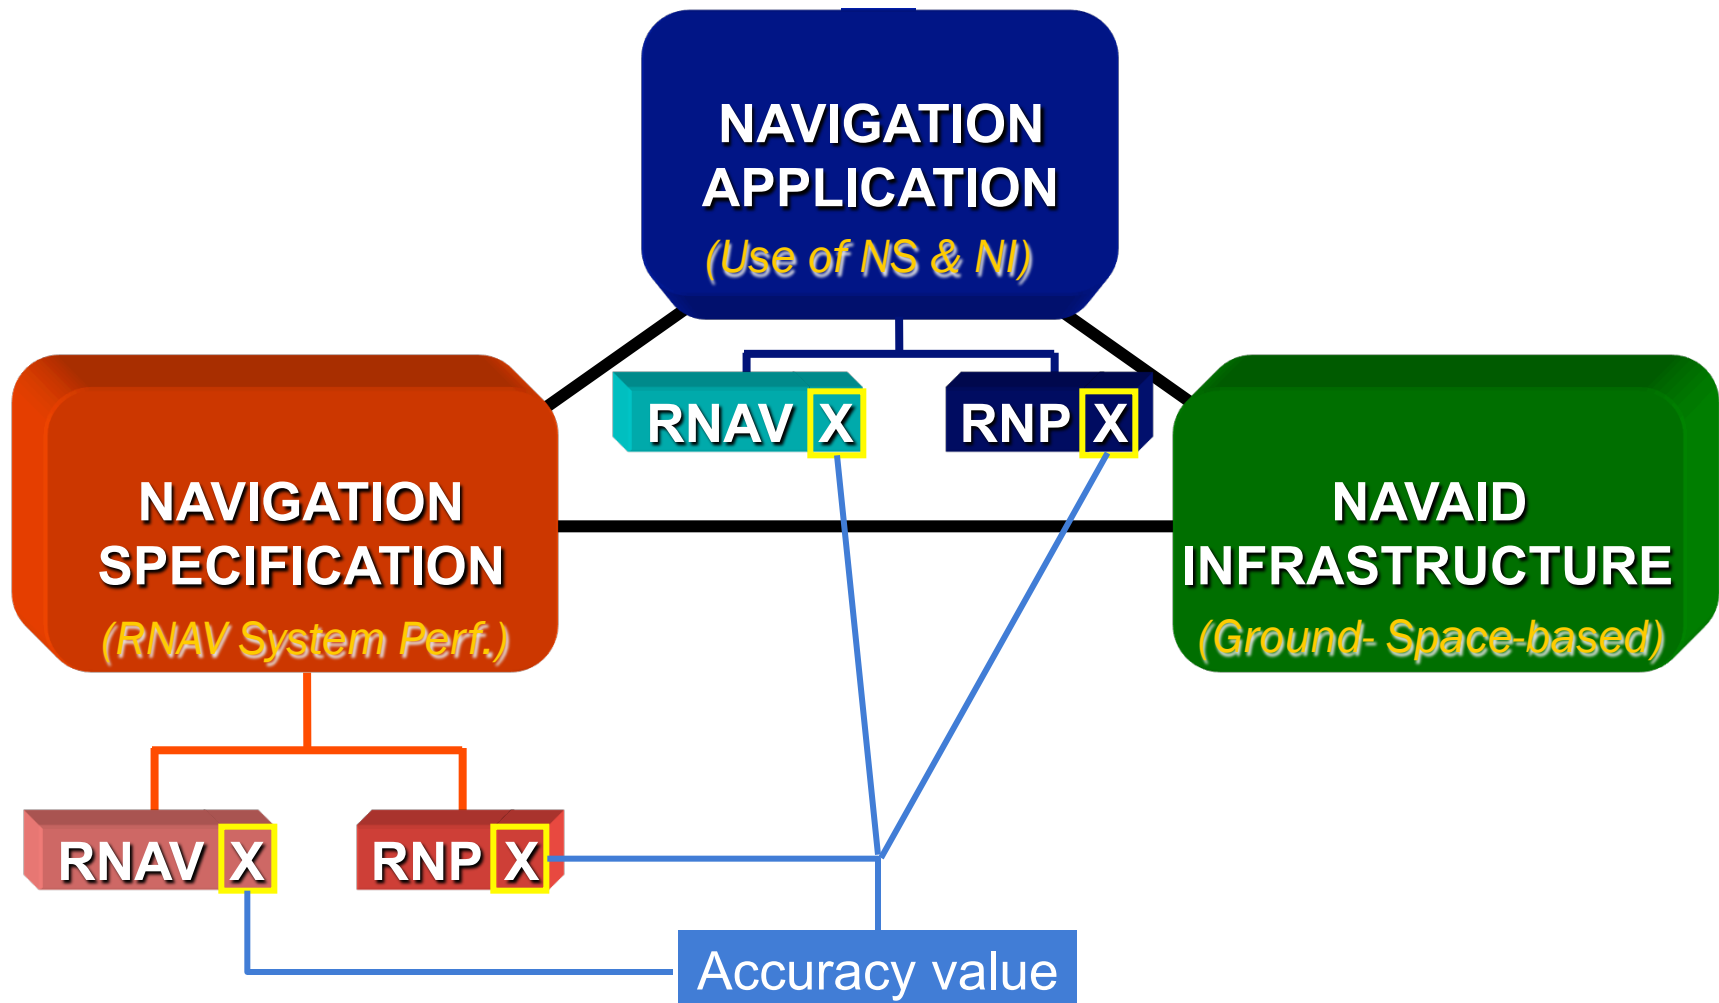 NAVIGATION
APPLICATION
(Use of NS & NI)
RNAV X
RNP X
NAVIGATION
SPECIFICATION
(RNAV System Perf.)
NAVAID
INFRASTRUCTURE
(Ground- Space-based)
RNAV X
RNP X
Accuracy value